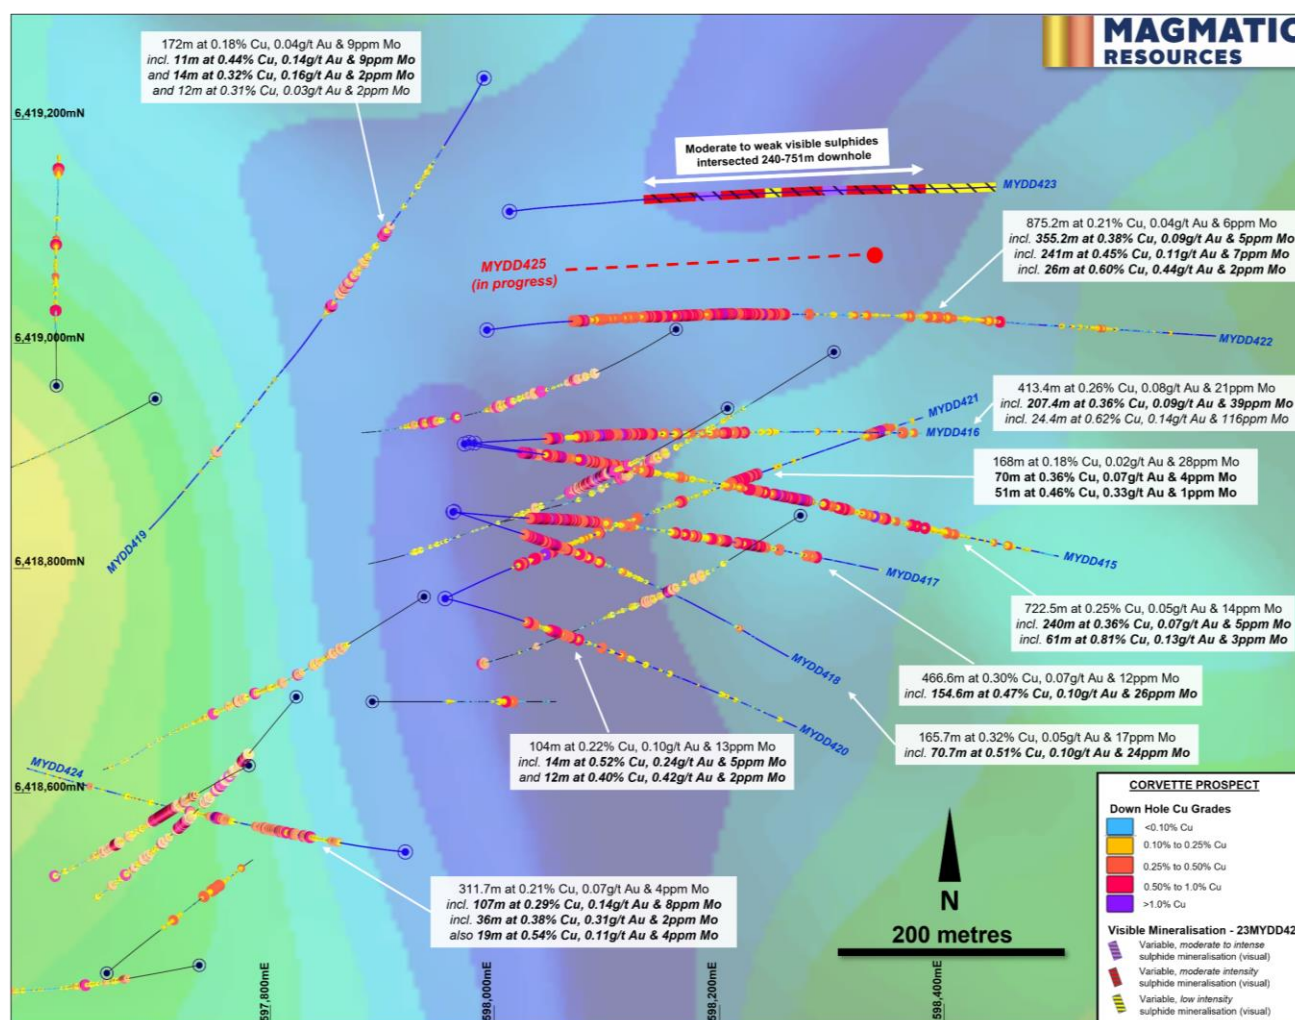 MAGMATIC
RESOURCES
172m at 0.18% Cu, 0.04g/t Au & 9ppm Mo
incl. 11m at 0.44% Cu, 0.14g/t Au & 9ppm Mo
and 14m at 0.32% Cu, 0.16g/t Au & 2ppm Mo
and 12m at 0.31% Cu, 0.03g/t Au & 2ppm Mo
6,419,200mN
Moderate to weak visible sulphides
intersected 240-751m downhole
MYDD423
875.2m at 0.21% Cu, 0.04g/t Au & 6ppm Mo
incl. 355.2m at 0.38% Cu, 0.09g/t Au & 5ppm Mo
incl. 241m at 0.45% Cu, 0.11g/t Au & 7ppm Mo
incl. 26m at 0.60% Cu, 0.44g/t Au & 2ppm Mo
MYDD425
(in progress)
6,419,000mN
MYDD422
413.4m at 0.26% Cu, 0.08g/t Au & 21ppm Mo
incl. 207.4m at 0.36% Cu, 0.09g/t Au & 39ppm Mo
incl. 24.4m at 0.62% Cu, 0.14g/t Au & 116ppm Mo
MYDD421
MYDD416
168m at 0.18% Cu, 0.02g/t Au & 28ppm Mo
70m at 0.36% Cu, 0.07g/t Au & 4ppm Mo
51m at 0.46% Cu, 0.33g/t Au & 1ppm Mo
MYDD419
6,418,800mN
MYDD415
MYDD417
722.5m at 0.25% Cu, 0.05g/t Au & 14ppm Mo
incl. 240m at 0.36% Cu, 0.07g/t Au & 5ppm Mo
incl. 61m at 0.81% Cu, 0.13g/t Au & 3ppm Mo
MYDD418
466.6m at 0.30% Cu, 0.07g/t Au & 12ppm Mo
incl. 154.6m at 0.47% Cu, 0.10g/t Au & 26ppm Mo
MYDD420
165.7m at 0.32% Cu, 0.05g/t Au & 17ppm Mo
incl. 70.7m at 0.51% Cu, 0.10g/t Au & 24ppm Mo
104m at 0.22% Cu, 0.10g/t Au & 13ppm Mo
incl. 14m at 0.52% Cu, 0.24g/t Au & 5ppm Mo
and 12m at 0.40% Cu, 0.42g/t Au & 2ppm Mo
MYDD424
6,418,600mN
311.7m at 0.21% Cu, 0.07g/t Au & 4ppm Mo
incl. 107m at 0.29% Cu, 0.14g/t Au & 8ppm Mo
incl. 36m at 0.38% Cu, 0.31g/t Au & 2ppm Mo
also 19m at 0.54% Cu, 0.11g/t Au & 4ppm Mo
N
200 metres
597,800mE
598,000mE
598,200mE
598,400mE
CORVETTE PROSPECT
Down Hole Cu Grades
<0.10% Cu
0.10% to 0.25% Cu
0.25% to 0.50% Cu
0.50% to 1.0% Cu
>1.0% Cu
Visible Mineralisation - 23MYDD42
Variable, moderate to intense
sulphide mineralisation (visual)
Variable, moderate intensity
sulphide mineralisation (visual)
Variable, low intensity
sulphide mineralisation (visual)